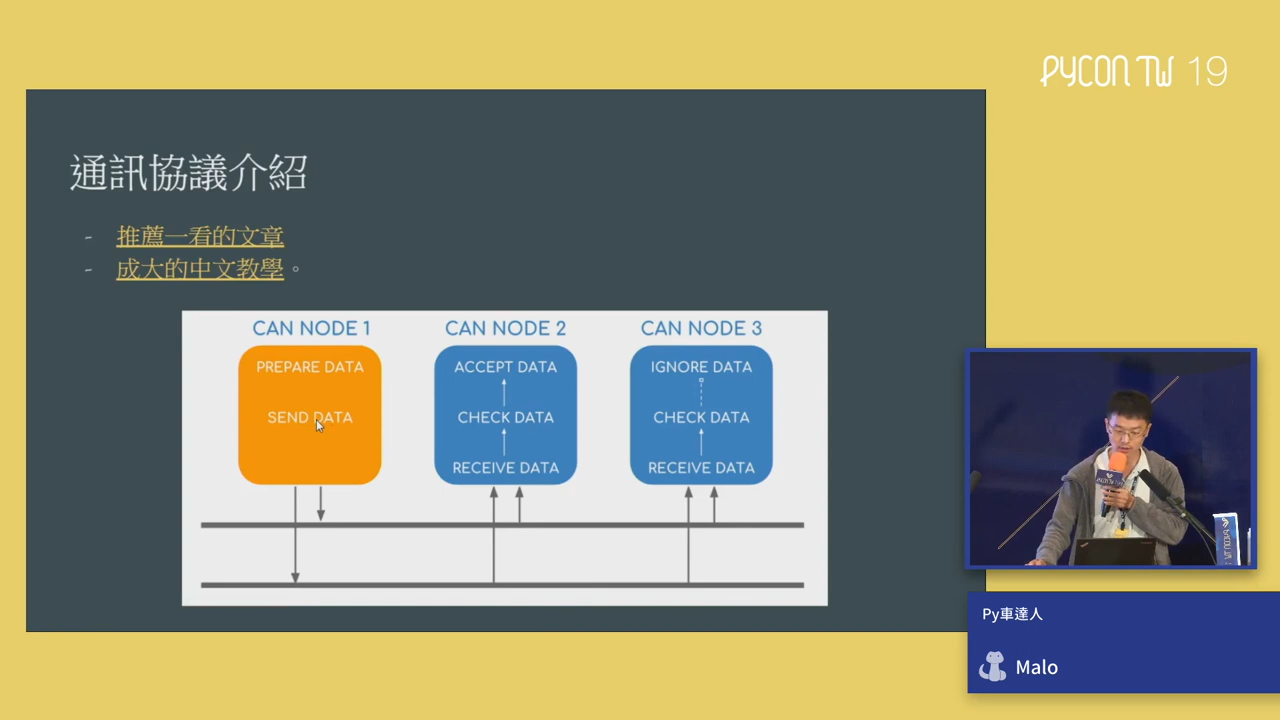 PYCON TW 19
通訊協議介紹
- 推薦一看的文章
- 成大的中文教學。
CAN NODE 1
PREPARE DATA
SEND DATA
CAN NODE 2
ACCEPT DATA
CHECK DATA
RECEIVE DATA
CAN NODE 3
IGNORE DATA
CHECK DATA
RECEIVE DATA
Py車達人
Malo